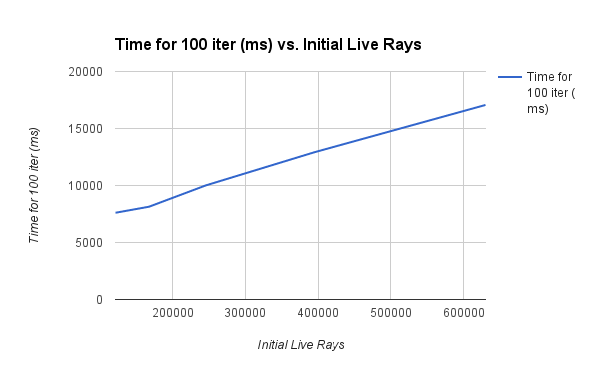 Time for 100 iter (ms) vs. Initial Live Rays
20000
15000
10000
5000
0
Time for 100 iter (ms)
200000
300000
400000
500000
600000
Initial Live Rays
Time for
100 iter (
ms)